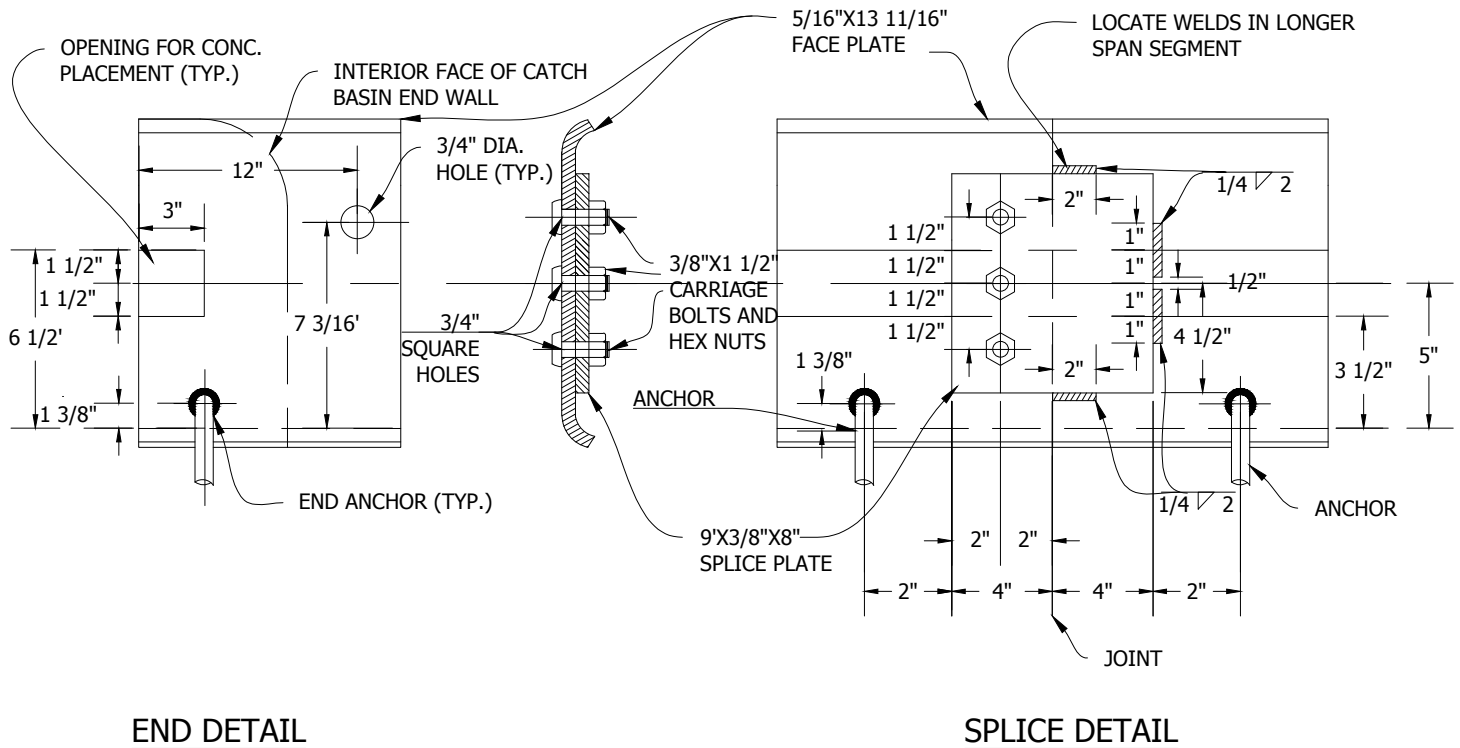 5/16"X13 11/16"
FACE PLATE
LOCATE WELDS IN LONGER
SPAN SEGMENT
OPENING FOR CONC.
PLACEMENT (TYP.)
INTERIOR FACE OF CATCH
BASIN END WALL
3/4" DIA.
HOLE (TYP.)
12"
3"
1 1/2"
1 1/2"
6 1/2'
7 3/16'
1 3/8"
END ANCHOR (TYP.)
3/4"
SQUARE
HOLES
3/8"X1 1/2"
CARRIAGE
BOLTS AND
HEX NUTS
9'X3/8"X8"
SPLICE PLATE
1/4 2
2"
1 1/2"
1 1/2"
1 1/2"
1 1/2"
1"
1"
1"
1"
1/2"
4 1/2"
3 1/2"
5"
2"
1 3/8"
ANCHOR
1/4 2
ANCHOR
2" 2"
2" 4" 4" 2"
JOINT
END DETAIL
SPLICE DETAIL